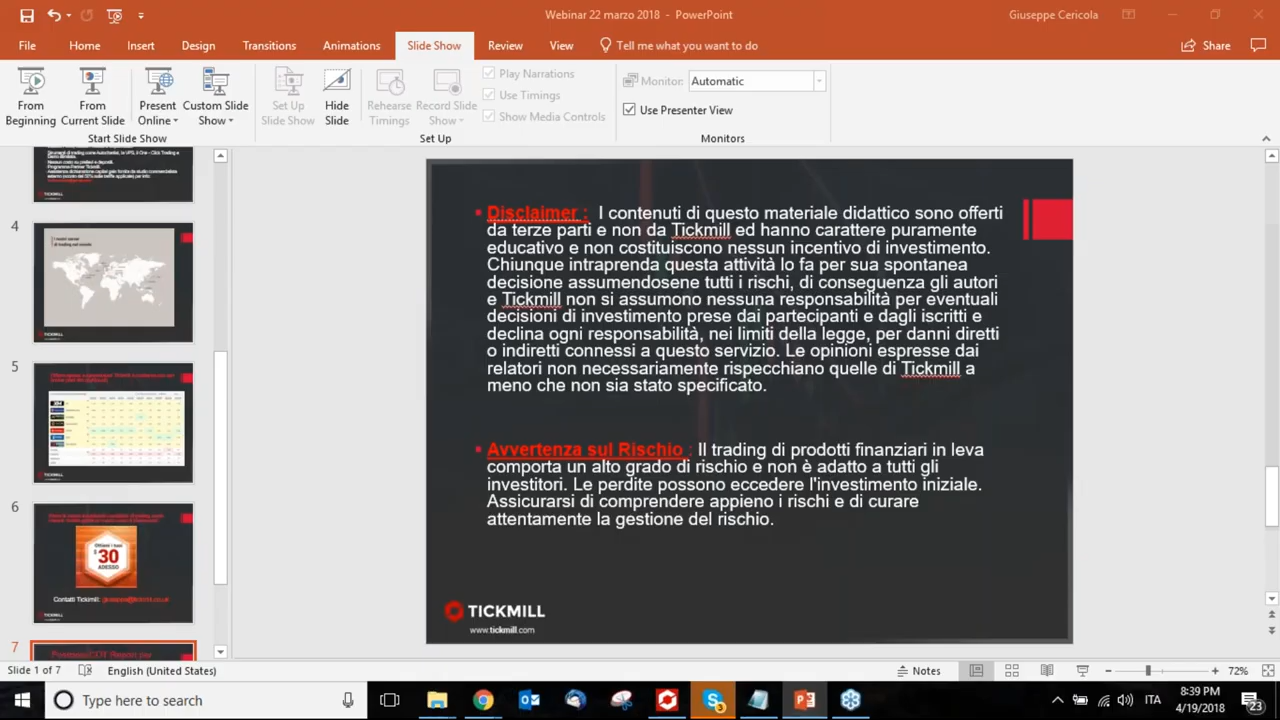 Webinar 22 marzo 2018 - PowerPoint
Giuseppe Cericola
File Home Insert Design Transitions Animations Slide Show Review View Tell me what you want to do Share
From Beginning
From Current Slide
Present Online
Custom Slide Show
Set Up Slide Show
Hide Slide
Rehearse Timings
Record Slide Show
Play Narrations
Use Timings
Show Media Controls
Monitor: Automatic
Use Presenter View
Start Slide Show
Set Up
Monitors
4
5
6
Ottieni i tuoi
30
ADESSO
TICKMILL
7
Disclaimer : I contenuti di questo materiale didattico sono offerti
da terze parti e non da Tickmill ed hanno carattere puramente
educativo e non costituiscono nessun incentivo di investimento.
Chiunque intraprenda questa attività lo fa per sua spontanea
decisione assumendosene tutti i rischi, di conseguenza gli autori
e Tickmill non si assumono nessuna responsabilità per eventuali
decisioni di investimento prese dai partecipanti e dagli iscritti e
declina ogni responsabilità, nei limiti della legge, per danni diretti
o indiretti connessi a questo servizio. Le opinioni espresse dai
relatori non necessariamente rispecchiano quelle di Tickmill a
meno che non sia stato specificato.
Avvertenza sul Rischio : Il trading di prodotti finanziari in leva
comporta un alto grado di rischio e non è adatto a tutti gli
investitori. Le perdite possono eccedere l'investimento iniziale.
Assicurarsi di comprendere appieno i rischi e di curare
attentamente la gestione del rischio.
TICKMILL
www.tickmill.com
Slide 1 of 7 English (United States) Notes 72%
Type here to search
3
ITA
8:39 PM
4/19/2018
23